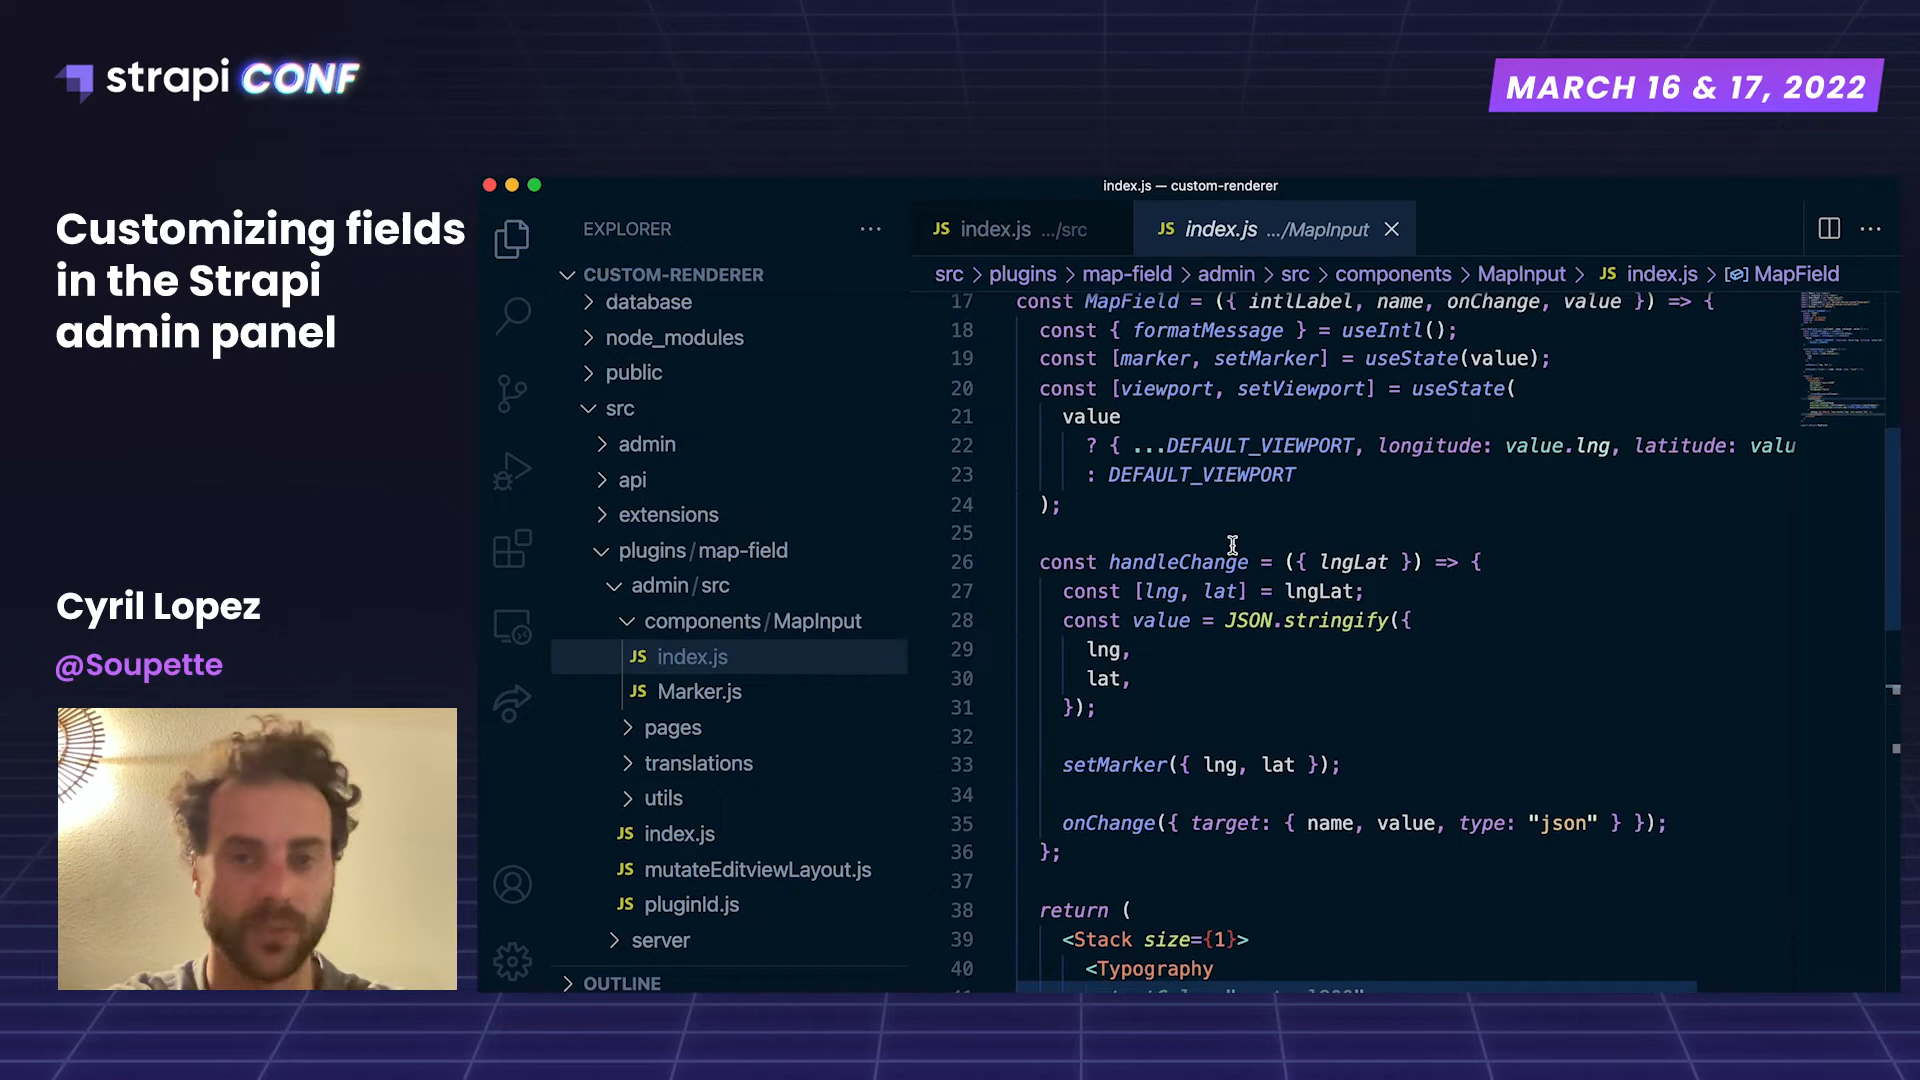 strapi CONF
MARCH 16 & 17, 2022
Customizing fields
in the Strapi
admin panel
Cyril Lopez
@Soupette
index.js — custom-renderer
EXPLORER
CUSTOM-RENDERER
database
node_modules
public
src
admin
api
extensions
plugins / map-field
admin / src
components / MapInput
JS index.js
JS Marker.js
pages
translations
utils
JS index.js
JS mutateEditviewLayout.js
JS pluginId.js
server
OUTLINE
JS index.js .../src
JS index.js .../MapInput
src > plugins > map-field > admin > src > components > MapInput > JS index.js > MapField
17 const MapField = ({ intlLabel, name, onChange, value }) => {
18 const { formatMessage } = useIntl();
19 const [marker, setMarker] = useState(value);
20 const [viewport, setViewport] = useState(
21 value
22 ? { ...DEFAULT_VIEWPORT, longitude: value.lng, latitude: valu
23 : DEFAULT_VIEWPORT
24 );
25
26 const handleChange = ({ lngLat }) => {
27 const [lng, lat] = lngLat;
28 const value = JSON.stringify({
29 lng,
30 lat,
31 });
32
33 setMarker({ lng, lat });
34
35 onChange({ target: { name, value, type: "json" } });
36 };
37
38 return (
39 <Stack size={1}>
40 <Typography